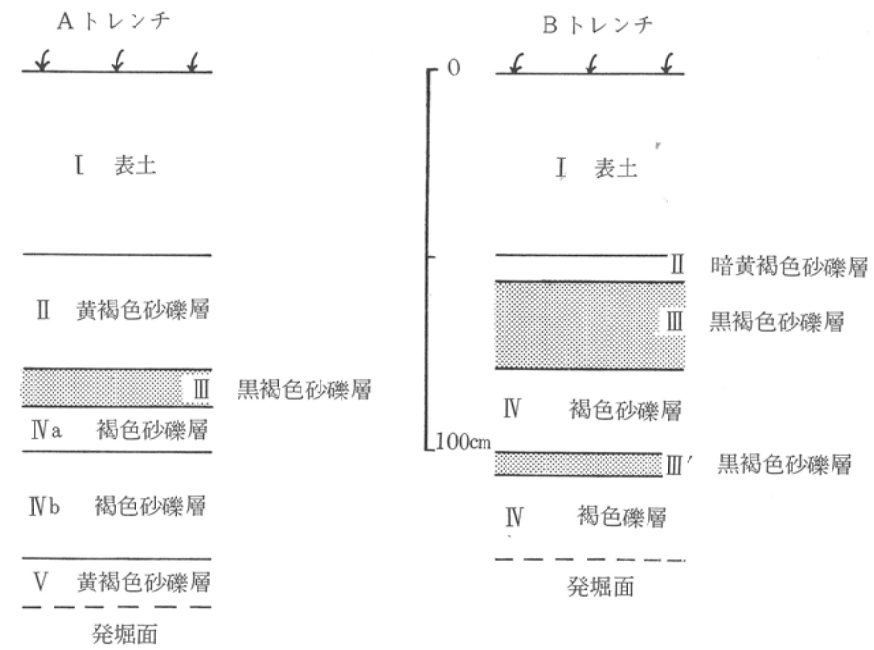 Aトレンチ
Ⅰ 表土
Ⅱ 黄褐色砂礫層
Ⅲ 黒褐色砂礫層
Ⅳa 褐色砂礫層
Ⅳb 褐色砂礫層
Ⅴ 黄褐色砂礫層
発堀面
0
100cm
Bトレンチ
Ⅰ 表土
Ⅱ 暗黄褐色砂礫層
Ⅲ 黒褐色砂礫層
Ⅳ 褐色砂礫層
Ⅲ′ 黒褐色砂礫層
Ⅳ 褐色礫層
発堀面